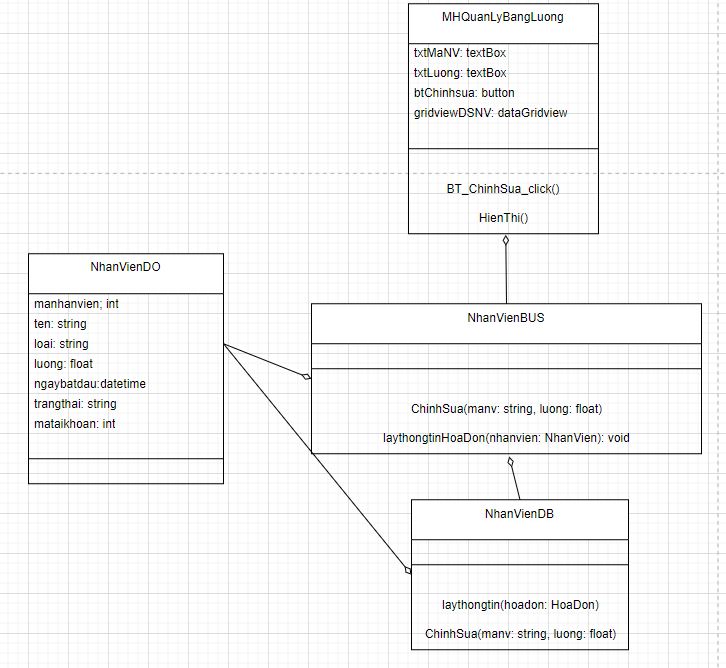 MHQuanLyBangLuong
txtMaNV: textBox
txtLuong: textBox
btChinhsua: button
gridviewDSNV: dataGridview
BT_ChinhSua_click()
HienThi()
NhanVienDO
manhanvien; int
ten: string
loai: string
luong: float
ngaybatdau:datetime
trangthai: string
mataikhoan: int
NhanVienBUS
ChinhSua(manv: string, luong: float)
laythongtinHoaDon(nhanvien: NhanVien): void
NhanVienDB
laythongtin(hoadon: HoaDon)
ChinhSua(manv: string, luong: float)